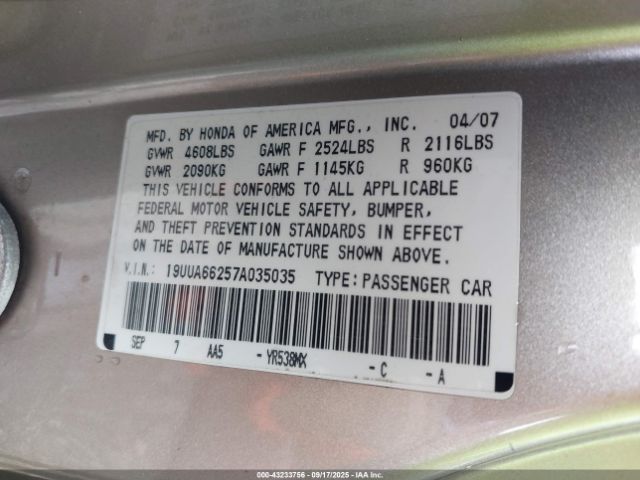 MFD. BY HONDA OF AMERICA MFG., INC. 04/07
GVWR 4608LBS GAWR F 2524LBS R 2116LBS
GVWR 2090KG GAWR F 1145KG R 960KG
THIS VEHICLE CONFORMS TO ALL APPLICABLE
FEDERAL MOTOR VEHICLE SAFETY, BUMPER,
AND THEFT PREVENTION STANDARDS IN EFFECT
ON THE DATE OF MANUFACTURE SHOWN ABOVE.
V.I.N.: 19UUA66257A035035 TYPE: PASSENGER CAR
SEP 7 AA5 -YR538MX -C -A
© 00-43233756 - 09/17/2025 - IAA Inc.